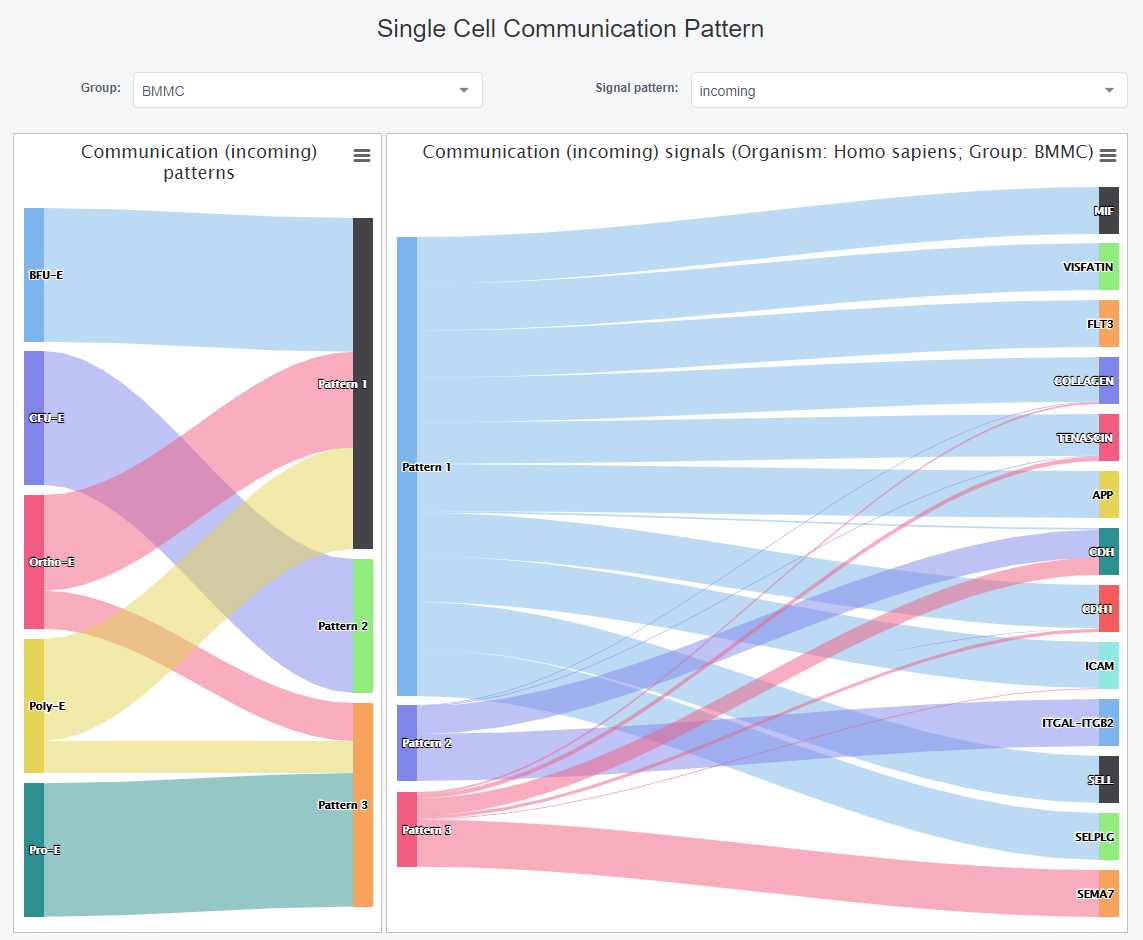 Single Cell Communication Pattern
Group:
BMMC
Signal pattern:
incoming
Communication (incoming)
patterns
BFU-E
CFU-E
Ortho-E
Poly-E
Pro-E
Pattern 1
Pattern 2
Pattern 3
Communication (incoming) signals (Organism: Homo sapiens; Group: BMMC)
Pattern 1
Pattern 2
Pattern 3
MIF
VISFATIN
FLT3
COLLAGEN
TENASCIN
APP
CDH
CDH1
ICAM
ITGAL-ITGB2
SELL
SELPLG
SEMA7